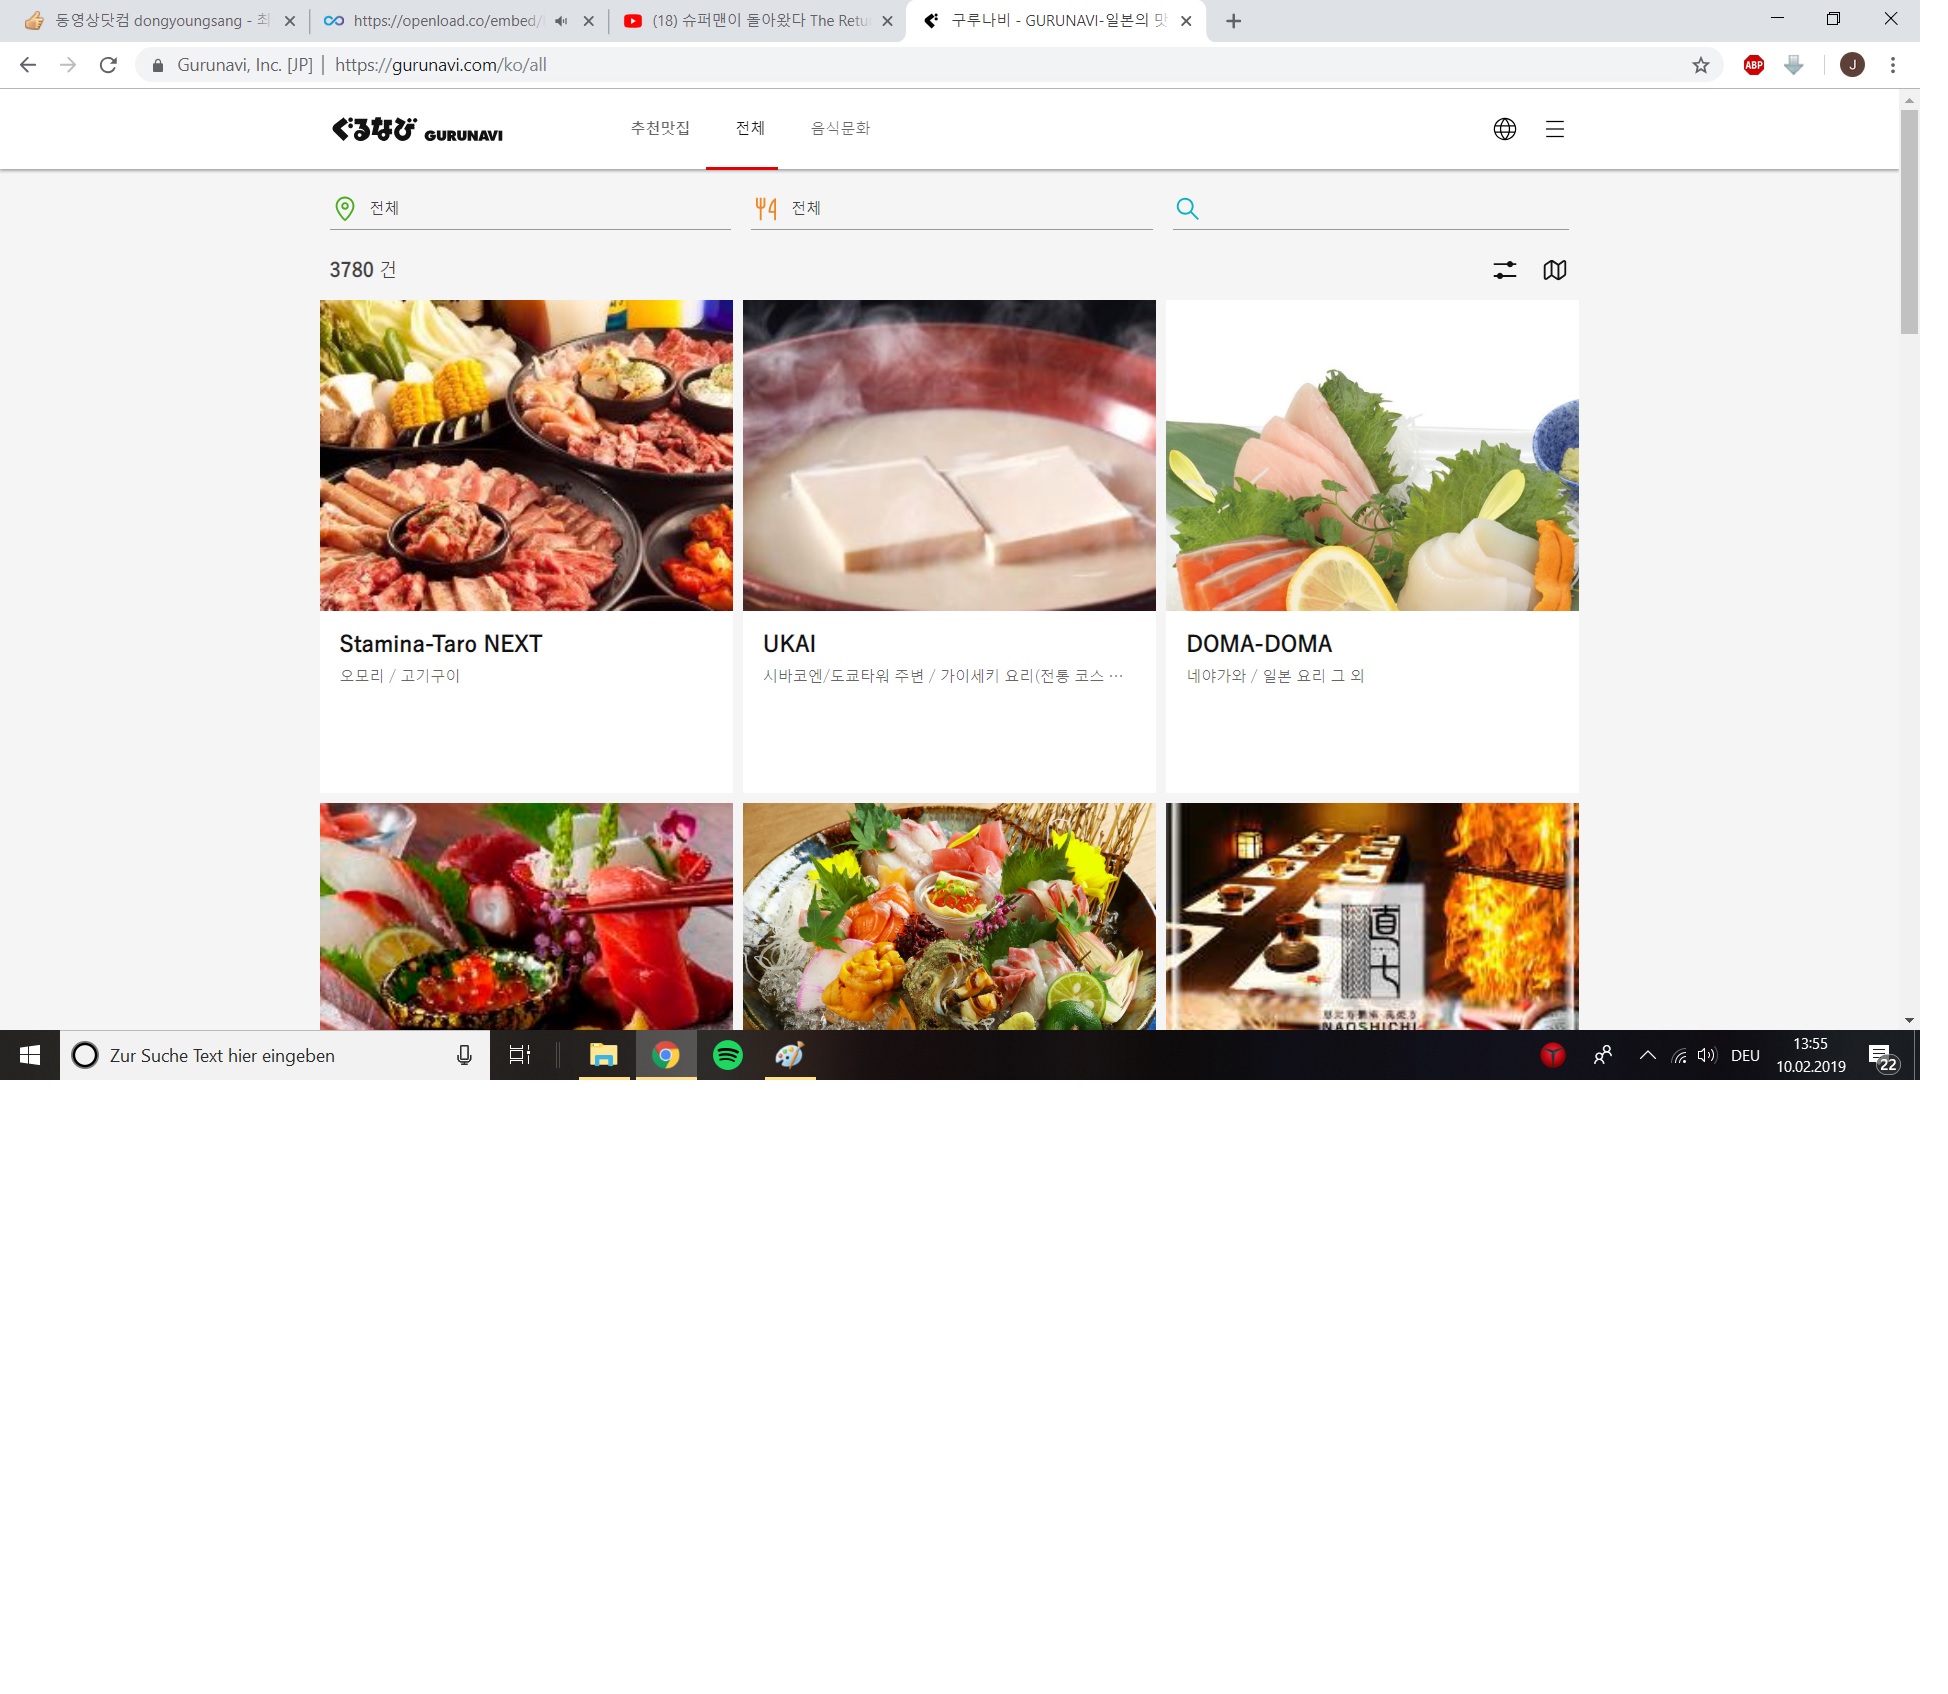 동영상닷컴 dongyoungsang - 최
https://openload.co/embed/
(18) 슈퍼맨이 돌아왔다 The Retu
구루나비 - GURUNAVI-일본의 맛
Gurunavi, Inc. [JP] | https://gurunavi.com/ko/all
ABP
J
ぐるなび GURUNAVI
추천맛집
전체
음식문화
전체
전체
3780 건
Stamina-Taro NEXT
오모리 / 고기구이
UKAI
시바코엔/도쿄타워 주변 / 가이세키 요리(전통 코스 ...
DOMA-DOMA
네야가와 / 일본 요리 그 외
直七
NAOSHICHI
Zur Suche Text hier eingeben
DEU
13:55
10.02.2019
22